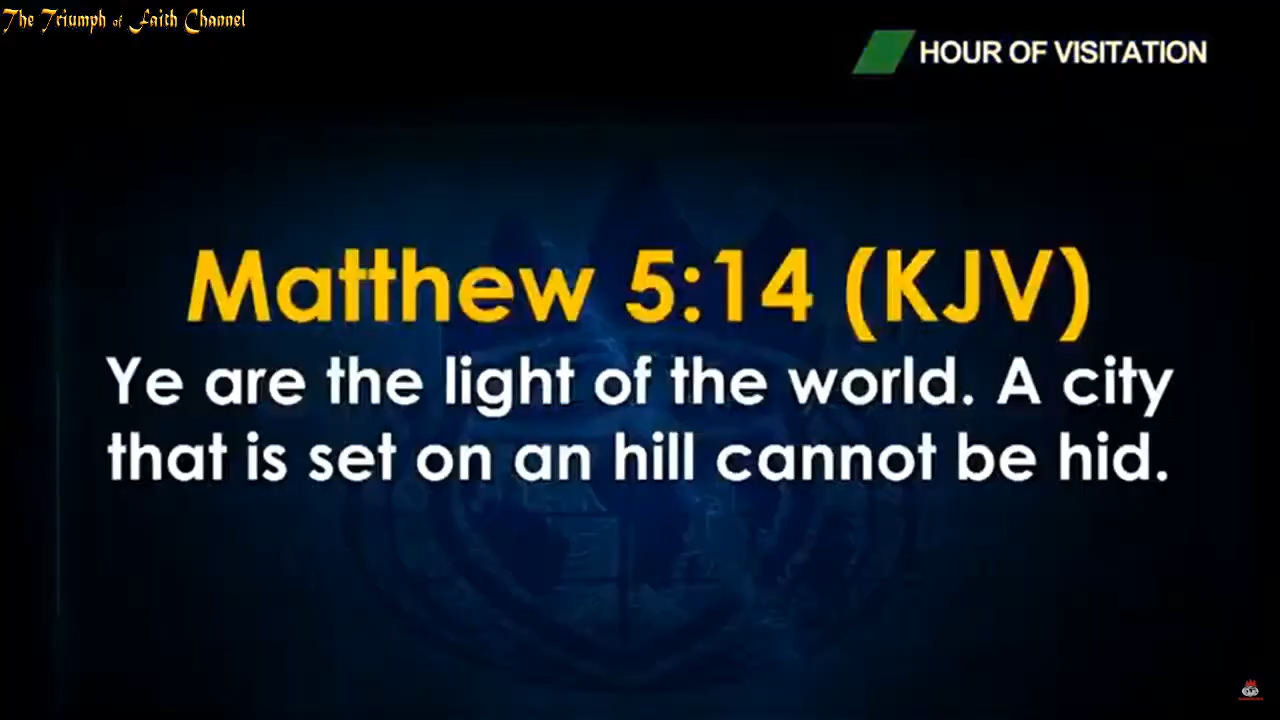 The Triumph of Faith Channel
HOUR OF VISITATION
Matthew 5:14 (KJV)
Ye are the light of the world. A city
that is set on an hill cannot be hid.